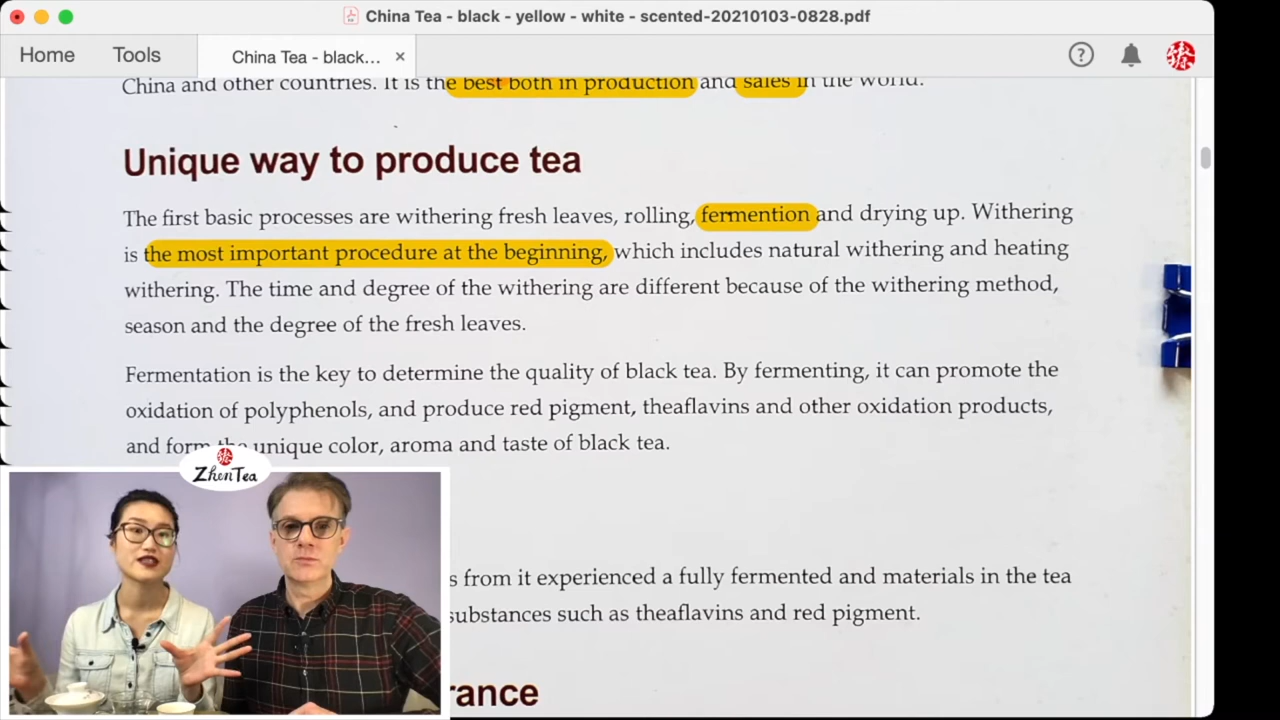 China Tea - black - yellow - white - scented-20210103-0828.pdf
Home Tools China Tea - black... ×
China and other countries. It is the best both in production and sales in the world.
Unique way to produce tea
The first basic processes are withering fresh leaves, rolling, fermention and drying up. Withering
is the most important procedure at the beginning, which includes natural withering and heating
withering. The time and degree of the withering are different because of the withering method,
season and the degree of the fresh leaves.
Fermentation is the key to determine the quality of black tea. By fermenting, it can promote the
oxidation of polyphenols, and produce red pigment, theaflavins and other oxidation products,
and form the unique color, aroma and taste of black tea.
ZhenTea
s from it experienced a fully fermented and materials in the tea
substances such as theaflavins and red pigment.
rance